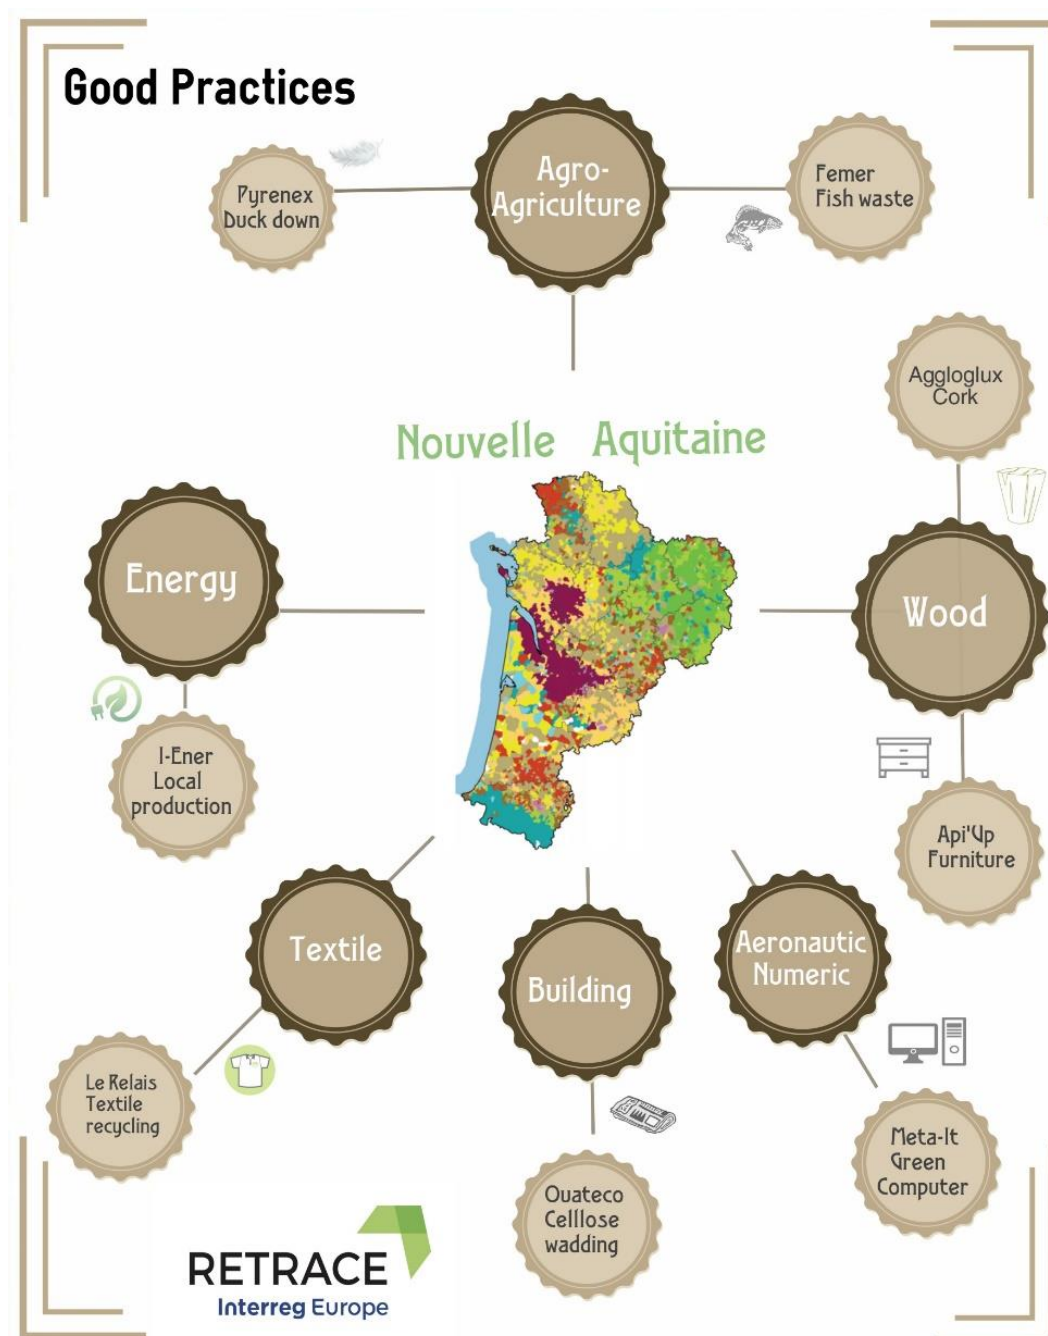 Good Practices
Pyrenex
Duck down
Agro-
Agriculture
Femer
Fish waste
Aggloglux
Cork
Nouvelle Aquitaine
Energy
Wood
I-Ener
Local
production
Api'Up
Furniture
Textile
Building
Aeronautic
Numeric
Le Relais
Textile
recycling
Ouateco
Celllose
wadding
Meta-It
Green
Computer
RETRACE
Interreg Europe